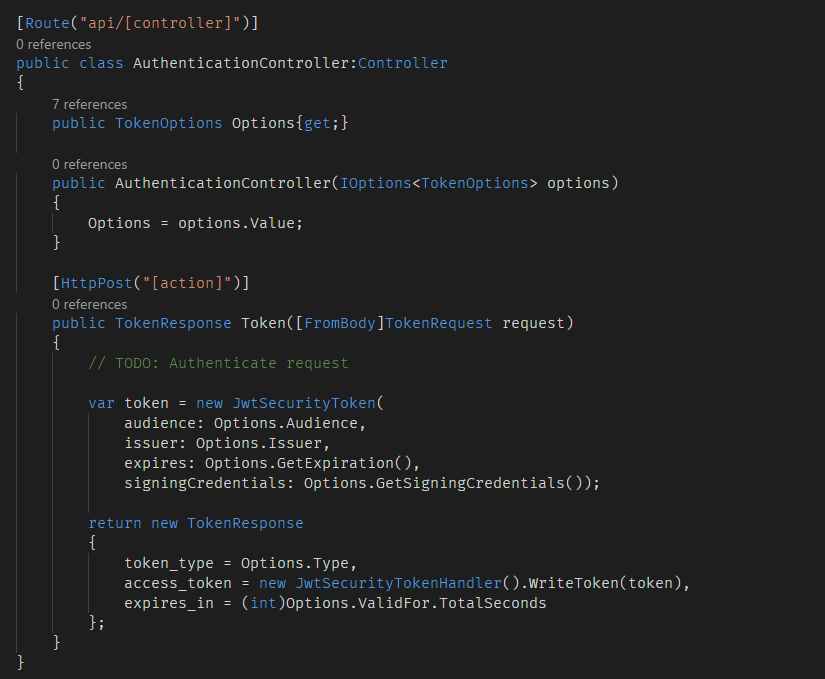 [Route("api/[controller]")]
0 references
public class AuthenticationController:Controller
{
7 references
public TokenOptions Options{get;}
0 references
public AuthenticationController(IOptions<TokenOptions> options)
{
Options = options.Value;
}
[HttpPost("[action]")]
0 references
public TokenResponse Token([FromBody]TokenRequest request)
{
// TODO: Authenticate request
var token = new JwtSecurityToken(
audience: Options.Audience,
issuer: Options.Issuer,
expires: Options.GetExpiration(),
signingCredentials: Options.GetSigningCredentials());
return new TokenResponse
{
token_type = Options.Type,
access_token = new JwtSecurityTokenHandler().WriteToken(token),
expires_in = (int)Options.ValidFor.TotalSeconds
};
}
}